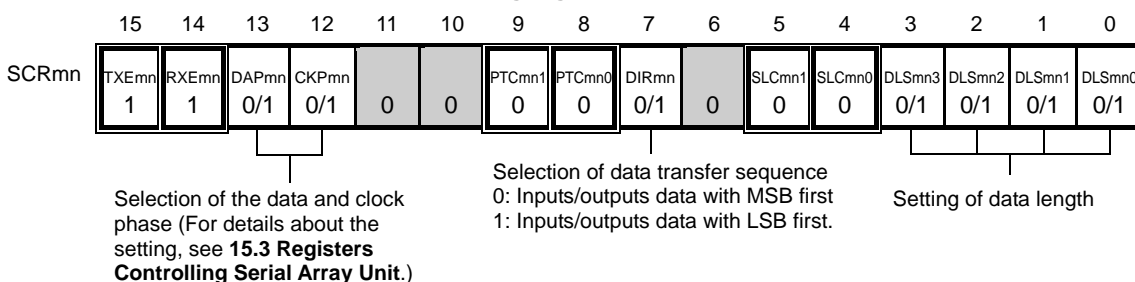 15 14 13 12 11 10 9 8 7 6 5 4 3 2 1 0
SCRmn
TXEmn RXEmn DAPmn CKPmn PTCmn1 PTCmn0 DIRmn SLCmn1 SLCmn0 DLSmn3 DLSmn2 DLSmn1 DLSmn0
1 1 0/1 0/1 0 0 0 0 0/1 0 0 0 0/1 0/1 0/1 0/1
Selection of the data and clock
phase (For details about the
setting, see 15.3 Registers
Controlling Serial Array Unit.)
Selection of data transfer sequence
0: Inputs/outputs data with MSB first
1: Inputs/outputs data with LSB first.
Setting of data length